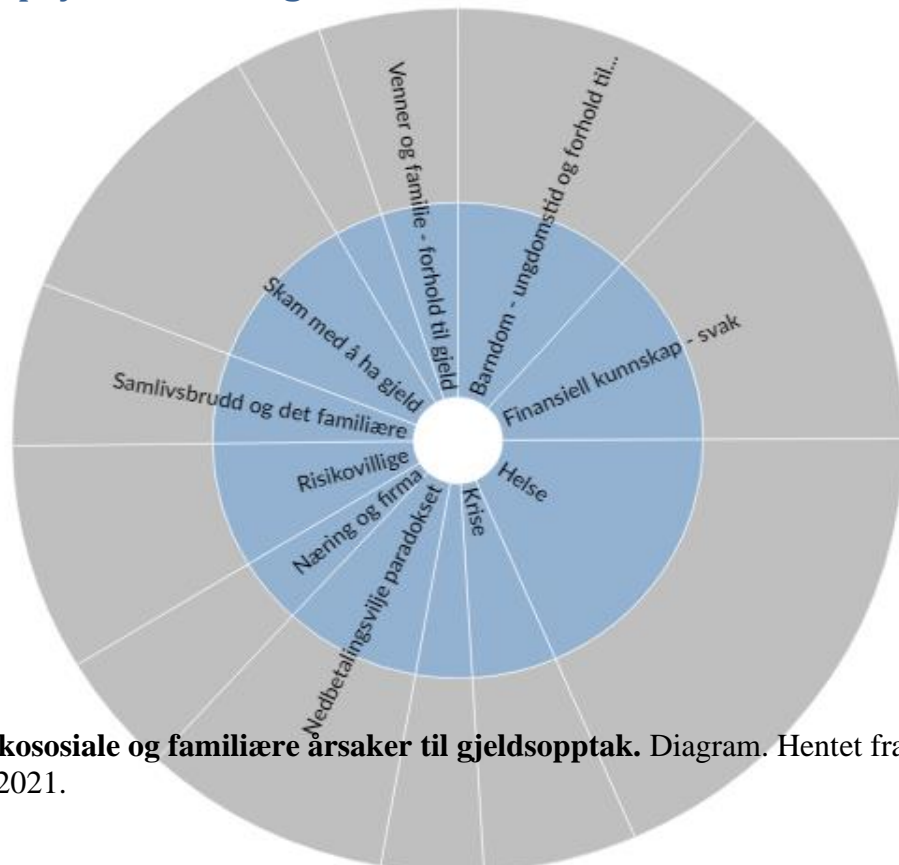 Venner og familie - forhold til gjeld
Barndom - ungdomstid og forhold til...
Finansiell kunnskap - svak
Helse
Krise
Nedbetalingsvilje paradokset
Næring og firma
Risikovillige
Samlivsbrudd og det familiære
Skam med å ha gjeld
kososiale og familiære årsaker til gjeldsopptak. Diagram. Hentet fra
2021.